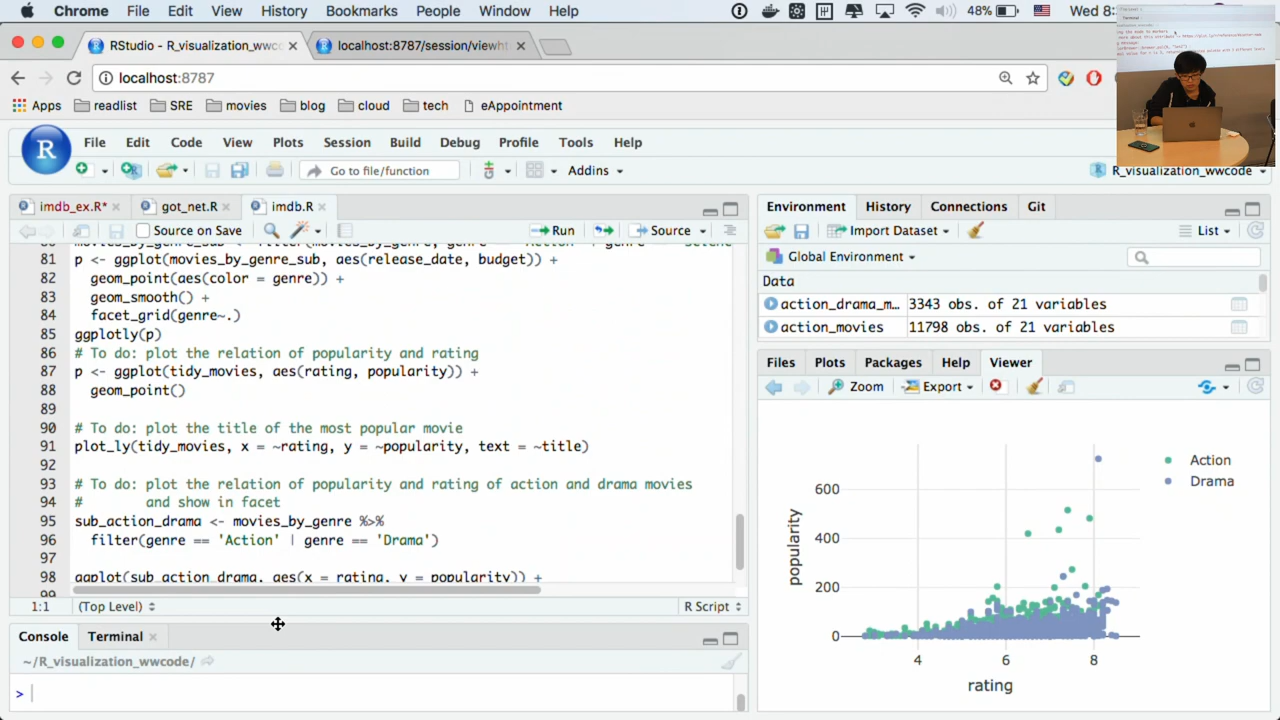 Chrome File Edit View History Bookmarks People Window Help 48% Wed 8:
RStudio - R_visualization_wwcc
localhost:8787
Apps readlist SRE movies blog cloud tech eAppointment
R
File Edit Code View Plots Session Build Debug Profile Tools Help
Go to file/function Addins R_visualization_wwcode
imdb_ex.R* got_net.R imdb.R
Source on Save Run Source
81 p <- ggplot(movies_by_genre_sub, aes(release_date, budget)) +
82 geom_point(aes(color = genre)) +
83 geom_smooth() +
84 facet_grid(genre~.)
85 ggplotly(p)
86 # To do: plot the relation of popularity and rating
87 p <- ggplot(tidy_movies, aes(rating, popularity)) +
88 geom_point()
89
90 # To do: plot the title of the most popular movie
91 plot_ly(tidy_movies, x = ~rating, y = ~popularity, text = ~title)
92
93 # To do: plot the relation of popularity and rating of action and drama movies
94 # and show in facet
95 sub_action_drama <- movies_by_genre %>%
96 filter(genre == 'Action' | genre == 'Drama')
97
98 ggplot(sub_action_drama, aes(x = rating, y = popularity)) +
99
1:1 (Top Level) R Script
Console Terminal
~/R_visualization_wwcode/
>
Environment History Connections Git
Import Dataset List
Global Environment
Data
action_drama_m… 3343 obs. of 21 variables
action_movies 11798 obs. of 21 variables
Files Plots Packages Help Viewer
Zoom Export
Action
Drama
600
400
200
0
popularity
4 6 8
rating